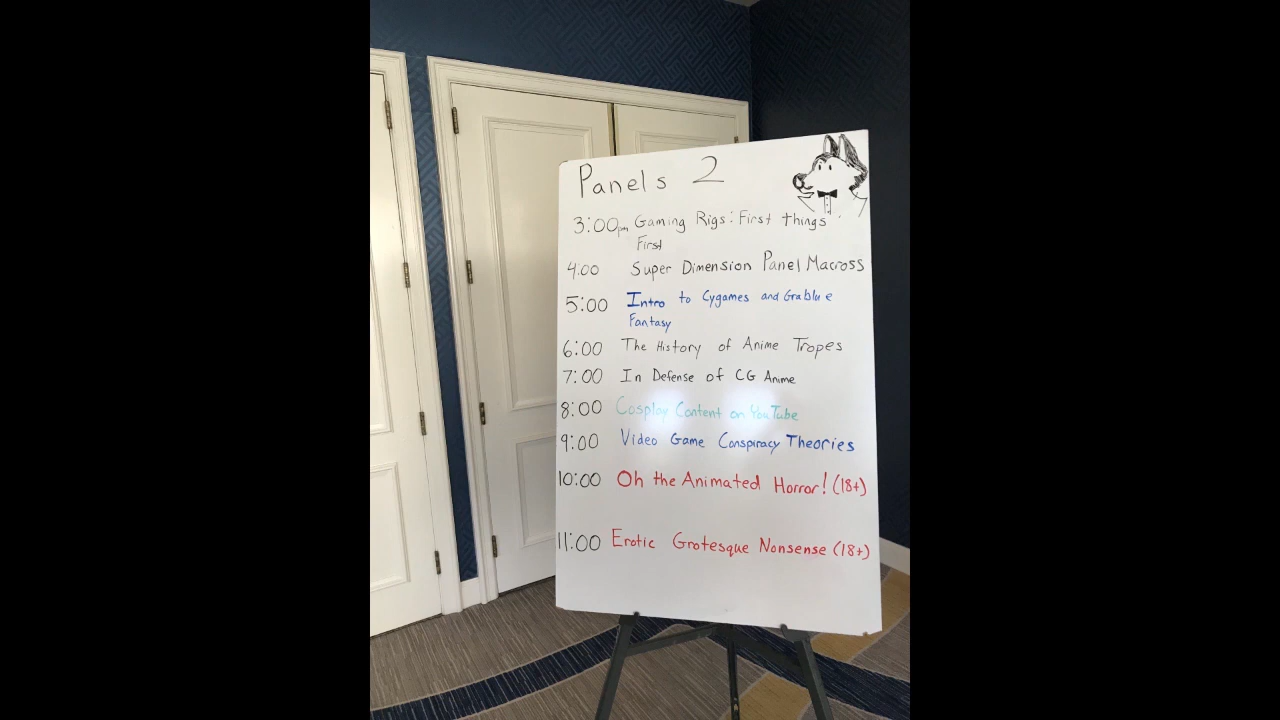 Panels 2
3:00pm Gaming Rigs: First things
First
4:00 Super Dimension Panel Macross
5:00 Intro to Cygames and Granblue
Fantasy
6:00 The History of Anime Tropes
7:00 In Defense of CG Anime
8:00 Cosplay Content on YouTube
9:00 Video Game Conspiracy Theories
10:00 Oh the Animated Horror! (18+)
11:00 Erotic Grotesque Nonsense (18+)